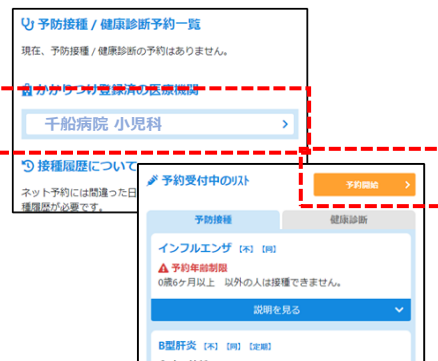 予防接種 / 健康診断予約一覧
現在、予防接種 / 健康診断の予約はありません。
かかりつけ登録済の医療機関
千船病院 小児科
接種履歴について
ネット予約には間違った日
種履歴が必要です。
予約受付中のリスト
予約開始
予防接種
健康診断
インフルエンザ 【不】 【同】
予約年齢制限
0歳6ヶ月以上 以外の人は接種できません。
説明を見る
B型肝炎 【不】 【同】 【定期】